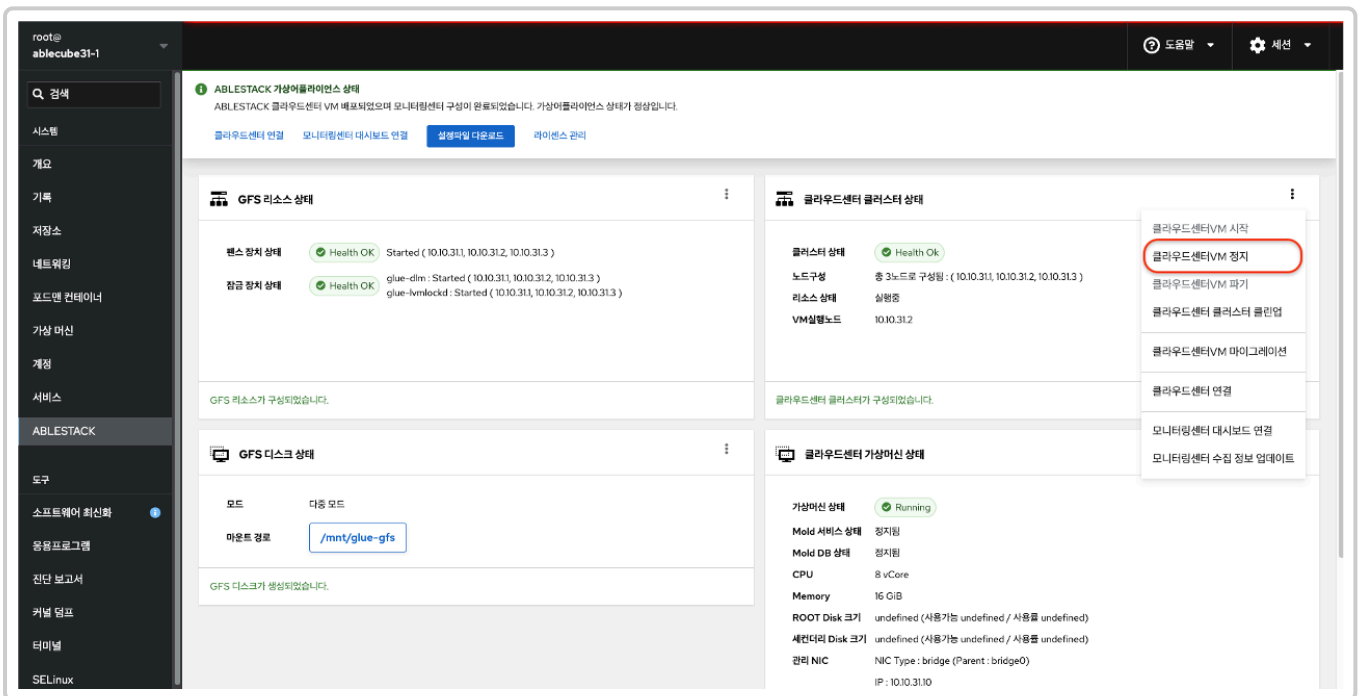 root@
ablecube31-1
도움말
세션
검색
시스템
개요
기록
저장소
네트워킹
포드맨 컨테이너
가상 머신
계정
서비스
ABLESTACK
도구
소프트웨어 최신화
응용프로그램
진단 보고서
커널 덤프
터미널
SELinux
ABLESTACK 가상어플라이언스 상태
ABLESTACK 클라우드센터 VM 배포되었으며 모니터링센터 구성이 완료되었습니다. 가상어플라이언스 상태가 정상입니다.
클라우드센터 연결 모니터링센터 대시보드 연결 설정파일 다운로드 라이센스 관리
GFS 리소스 상태
펜스 장치 상태 Health OK Started ( 10.10.31.1, 10.10.31.2, 10.10.31.3 )
잠금 장치 상태 Health OK glue-dlm : Started ( 10.10.31.1, 10.10.31.2, 10.10.31.3 )
glue-lvmlockd : Started ( 10.10.31.1, 10.10.31.2, 10.10.31.3 )
GFS 리소스가 구성되었습니다.
클라우드센터 클러스터 상태
클러스터 상태 Health Ok
노드구성 총 3노드로 구성됨 : ( 10.10.31.1, 10.10.31.2, 10.10.31.3 )
리소스 상태 실행중
VM실행노드 10.10.31.2
클라우드센터 클러스터가 구성되었습니다.
클라우드센터VM 시작
클라우드센터VM 정지
클라우드센터VM 파기
클라우드센터 클러스터 클린업
클라우드센터VM 마이그레이션
클라우드센터 연결
모니터링센터 대시보드 연결
모니터링센터 수집 정보 업데이트
GFS 디스크 상태
모드 다중 모드
마운트 경로 /mnt/glue-gfs
GFS 디스크가 생성되었습니다.
클라우드센터 가상머신 상태
가상머신 상태 Running
Mold 서비스 상태 정지됨
Mold DB 상태 정지됨
CPU 8 vCore
Memory 16 GiB
ROOT Disk 크기 undefined (사용가능 undefined / 사용률 undefined)
세컨더리 Disk 크기 undefined (사용가능 undefined / 사용률 undefined)
관리 NIC NIC Type : bridge (Parent : bridge0)
IP : 10.10.31.10